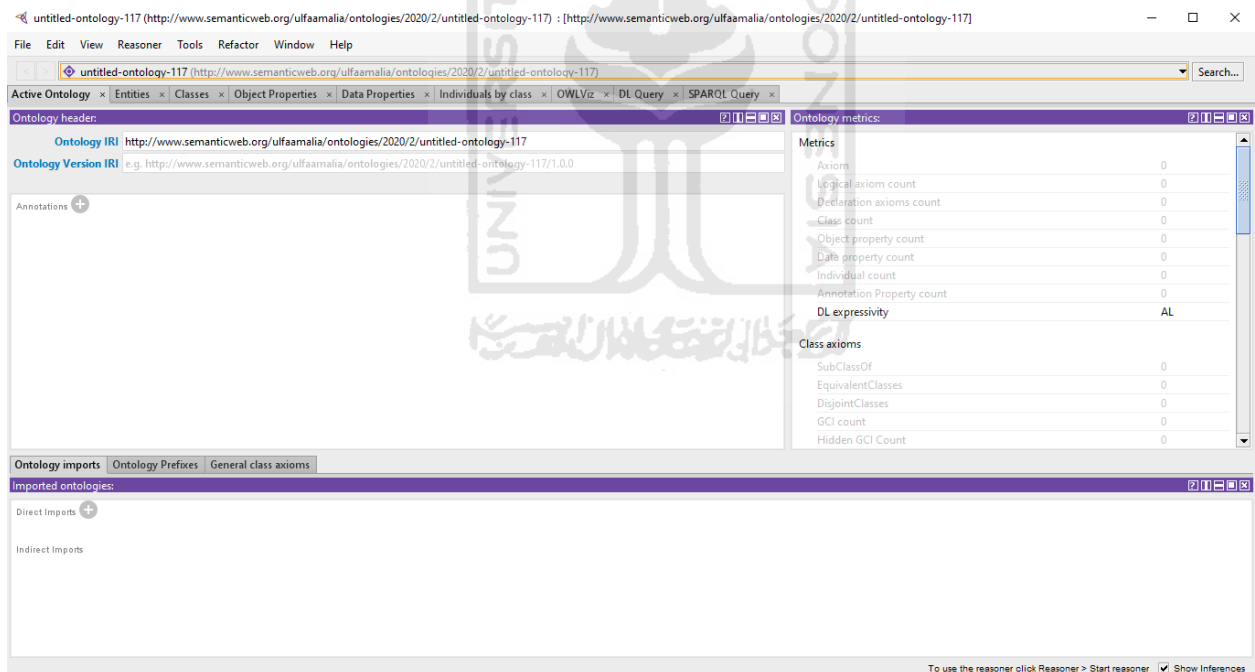 untitled-ontology-117 (http://www.semanticweb.org/ulfaamalia/ontologies/2020/2/untitled-ontology-117) : [http://www.semanticweb.org/ulfaamalia/ontologies/2020/2/untitled-ontology-117]
File Edit View Reasoner Tools Refactor Window Help
< > untitled-ontology-117 (http://www.semanticweb.org/ulfaamalia/ontologies/2020/2/untitled-ontology-117) Search...
Active Ontology × Entities × Classes × Object Properties × Data Properties × Individuals by class × OWLViz × DL Query × SPARQL Query ×
Ontology header:
Ontology IRI http://www.semanticweb.org/ulfaamalia/ontologies/2020/2/untitled-ontology-117
Ontology Version IRI e.g. http://www.semanticweb.org/ulfaamalia/ontologies/2020/2/untitled-ontology-117/1.0.0
Annotations
Ontology metrics:
Metrics
Axiom 0
Logical axiom count 0
Declaration axioms count 0
Class count 0
Object property count 0
Data property count 0
Individual count 0
Annotation Property count 0
DL expressivity AL
Class axioms
SubClassOf 0
EquivalentClasses 0
DisjointClasses 0
GCI count 0
Hidden GCI Count 0
Ontology imports Ontology Prefixes General class axioms
Imported ontologies:
Direct Imports
Indirect Imports
To use the reasoner click Reasoner > Start reasoner Show Inferences